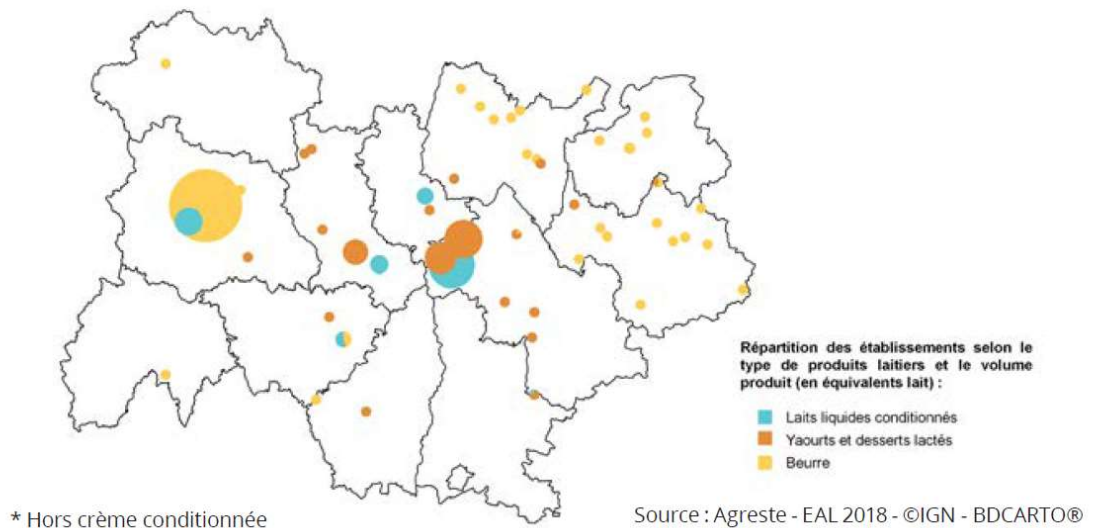 Répartition des établissements selon le
type de produits laitiers et le volume
produit (en équivalents lait) :
Laits liquides conditionnés
Yaourts et desserts lactés
Beurre
* Hors crème conditionnée
Source : Agreste - EAL 2018 - ©IGN - BDCARTO®